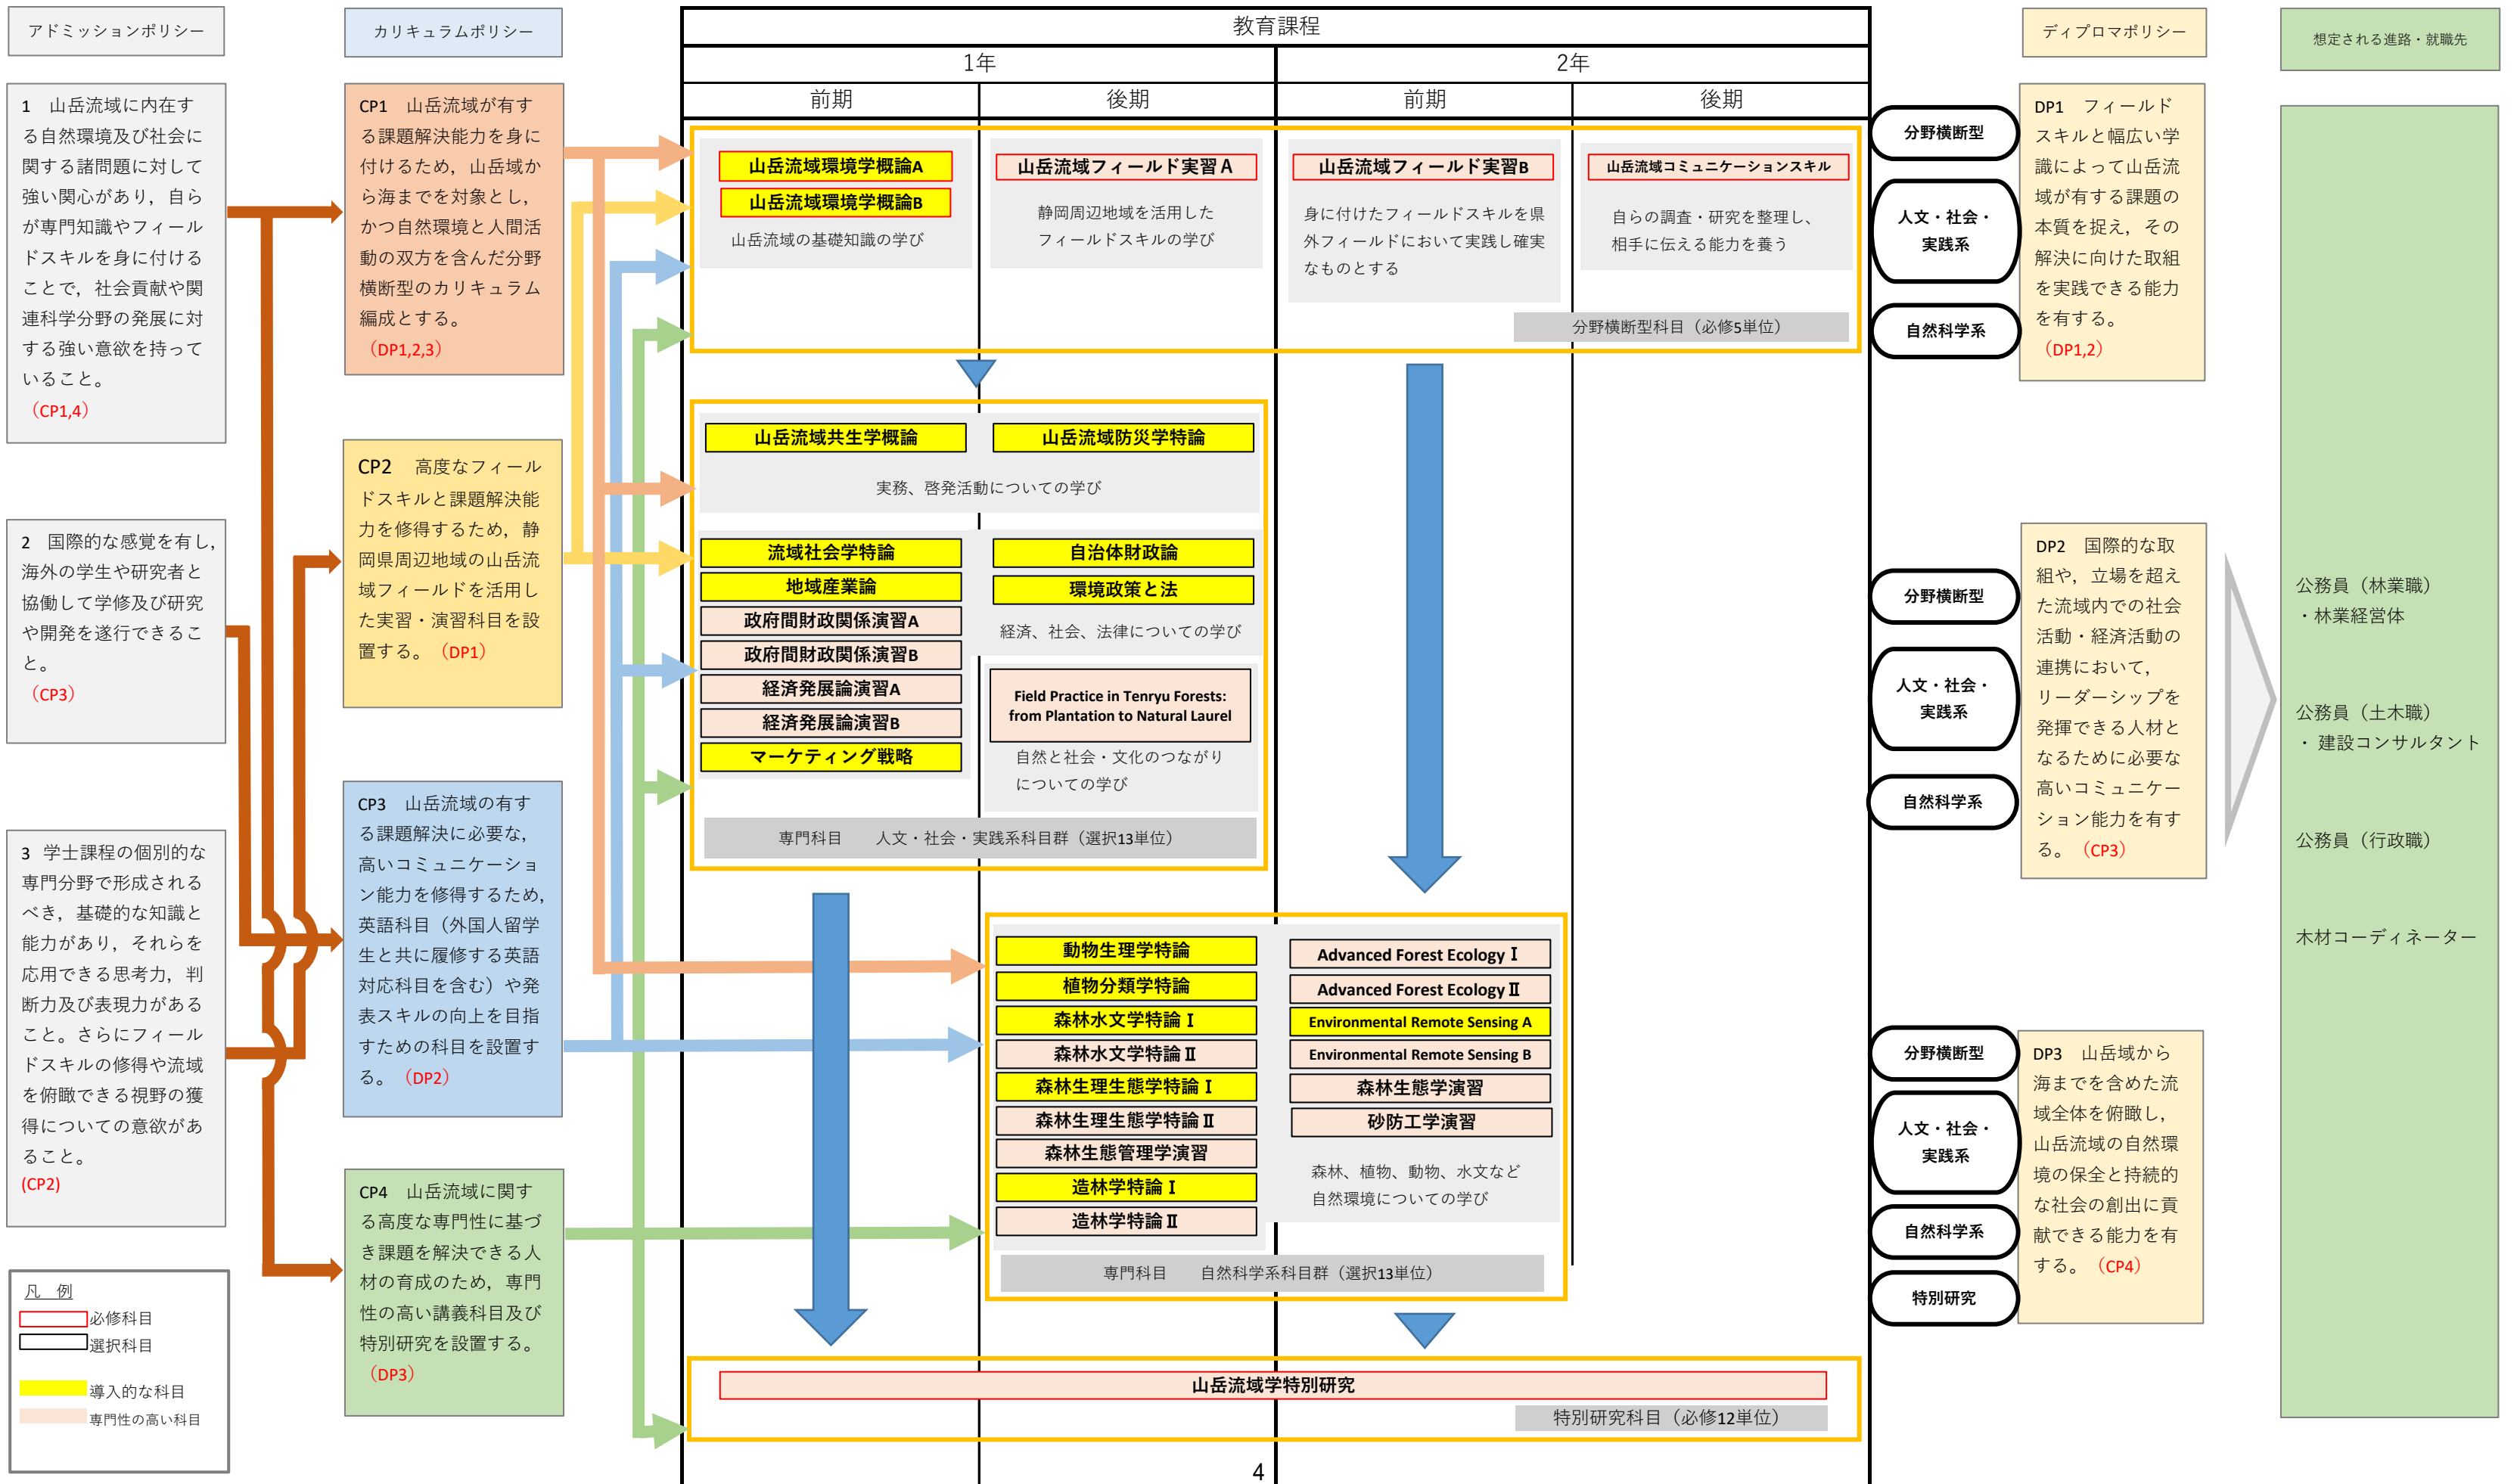 アドミッションポリシー
カリキュラムポリシー
教育課程
1年
2年
前期
後期
前期
後期
ディプロマポリシー
想定される進路・就職先
1 山岳流域に内在す
る自然環境及び社会に
関する諸問題に対して
強い関心があり，自ら
が専門知識やフィール
ドスキルを身に付ける
ことで，社会貢献や関
連科学分野の発展に対
する強い意欲を持って
いること。
（CP1,4）
2 国際的な感覚を有し，
海外の学生や研究者と
協働して学修及び研究
や開発を遂行できるこ
と。
（CP3）
3 学士課程の個別的な
専門分野で形成される
べき，基礎的な知識と
能力があり，それらを
応用できる思考力，判
断力及び表現力がある
こと。さらにフィール
ドスキルの修得や流域
を俯瞰できる視野の獲
得についての意欲があ
ること。
(CP2)
凡 例
必修科目
選択科目
導入的な科目
専門性の高い科目
CP1 山岳流域が有す
る課題解決能力を身に
付けるため，山岳域か
ら海までを対象とし，
かつ自然環境と人間活
動の双方を含んだ分野
横断型のカリキュラム
編成とする。
（DP1,2,3）
CP2 高度なフィール
ドスキルと課題解決能
力を修得するため，静
岡県周辺地域の山岳流
域フィールドを活用し
た実習・演習科目を設
置する。（DP1）
CP3 山岳流域の有す
る課題解決に必要な，
高いコミュニケーショ
ン能力を修得するため，
英語科目（外国人留学
生と共に履修する英語
対応科目を含む）や発
表スキルの向上を目指
すための科目を設置す
る。（DP2）
CP4 山岳流域に関す
る高度な専門性に基づ
き課題を解決できる人
材の育成のため，専門
性の高い講義科目及び
特別研究を設置する。
（DP3）
山岳流域環境学概論A
山岳流域環境学概論B
山岳流域の基礎知識の学び
山岳流域フィールド実習A
静岡周辺地域を活用した
フィールドスキルの学び
山岳流域フィールド実習B
身に付けたフィールドスキルを県
外フィールドにおいて実践し確実
なものとする
山岳流域コミュニケーションスキル
自らの調査・研究を整理し、
相手に伝える能力を養う
分野横断型科目（必修5単位）
山岳流域共生学概論
山岳流域防災学特論
実務、啓発活動についての学び
流域社会学特論
地域産業論
政府間財政関係演習A
政府間財政関係演習B
経済発展論演習A
経済発展論演習B
マーケティング戦略
自治体財政論
環境政策と法
経済、社会、法律についての学び
Field Practice in Tenryu Forests:
from Plantation to Natural Laurel
自然と社会・文化のつながり
についての学び
専門科目 人文・社会・実践系科目群（選択13単位）
動物生理学特論
植物分類学特論
森林水文学特論Ⅰ
森林水文学特論Ⅱ
森林生理生態学特論Ⅰ
森林生理生態学特論Ⅱ
森林生態管理学演習
造林学特論Ⅰ
造林学特論Ⅱ
Advanced Forest Ecology Ⅰ
Advanced Forest Ecology Ⅱ
Environmental Remote Sensing A
Environmental Remote Sensing B
森林生態学演習
砂防工学演習
森林、植物、動物、水文など
自然環境についての学び
専門科目 自然科学系科目群（選択13単位）
山岳流域学特別研究
特別研究科目（必修12単位）
分野横断型
人文・社会・
実践系
自然科学系
DP1 フィールド
スキルと幅広い学
識によって山岳流
域が有する課題の
本質を捉え，その
解決に向けた取組
を実践できる能力
を有する。
（DP1,2）
分野横断型
人文・社会・
実践系
自然科学系
DP2 国際的な取
組や，立場を超え
た流域内での社会
活動・経済活動の
連携において，
リーダーシップを
発揮できる人材と
なるために必要な
高いコミュニケー
ション能力を有す
る。（CP3）
分野横断型
人文・社会・
実践系
自然科学系
特別研究
DP3 山岳域から
海までを含めた流
域全体を俯瞰し，
山岳流域の自然環
境の保全と持続的
な社会の創出に貢
献できる能力を有
する。（CP4）
公務員（林業職）
・林業経営体
公務員（土木職）
・ 建設コンサルタント
公務員（行政職）
木材コーディネーター
4